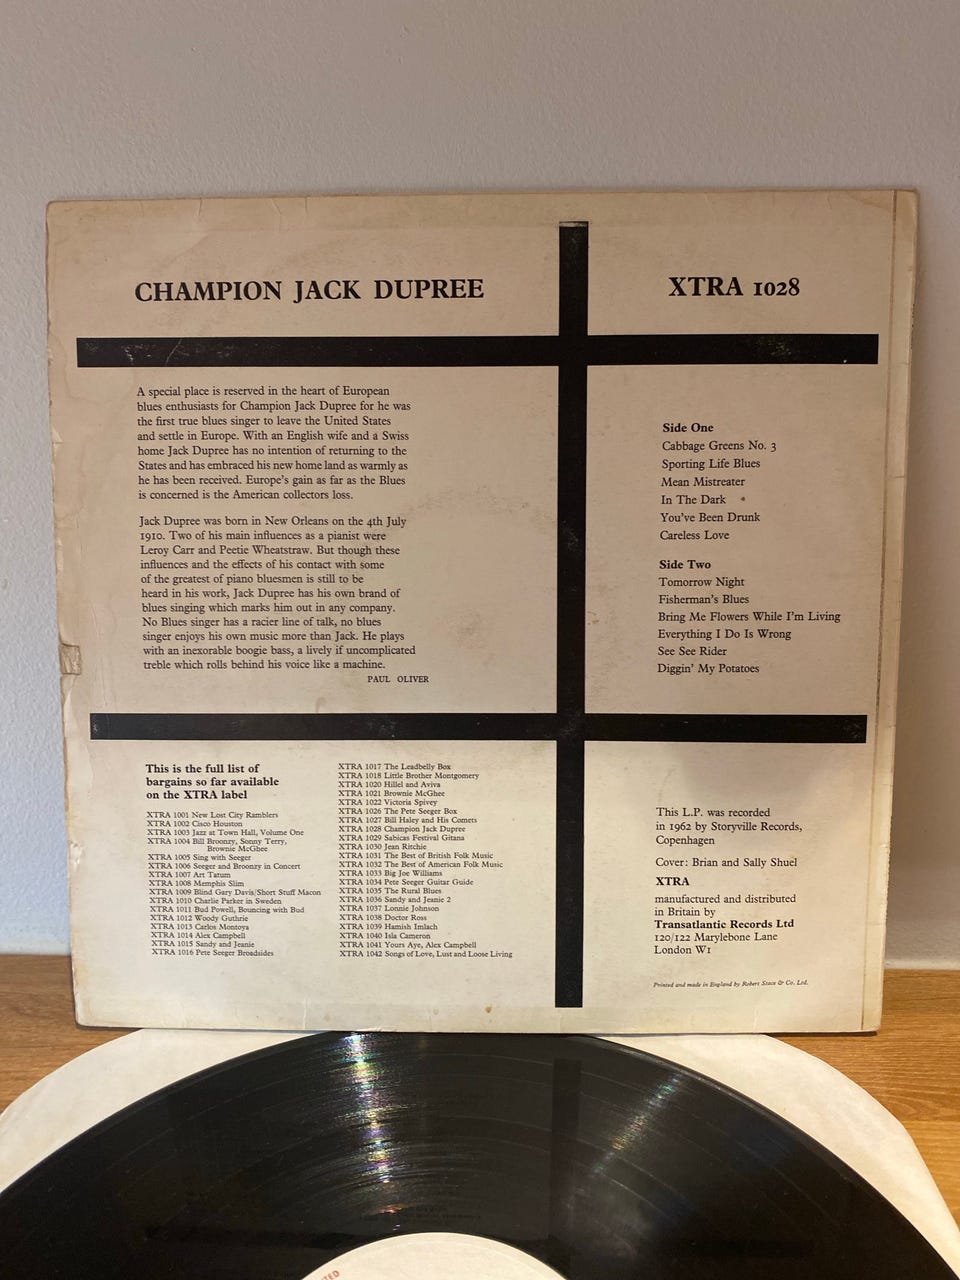 CHAMPION JACK DUPREE
XTRA 1028
A special place is reserved in the heart of European
blues enthusiasts for Champion Jack Dupree for he was
the first true blues singer to leave the United States
and settle in Europe. With an English wife and a Swiss
home Jack Dupree has no intention of returning to the
States and has embraced his new home land as warmly as
he has been received. Europe's gain as far as the Blues
is concerned is the American collectors loss.
Jack Dupree was born in New Orleans on the 4th July
1910. Two of his main influences as a pianist were
Leroy Carr and Peetie Wheatstraw. But though these
influences and the effects of his contact with some
of the greatest of piano bluesmen is still to be
heard in his work, Jack Dupree has his own brand of
blues singing which marks him out in any company.
No Blues singer has a racier line of talk, no blues
singer enjoys his own music more than Jack. He plays
with an inexorable boogie bass, a lively if uncomplicated
treble which rolls behind his voice like a machine.
PAUL OLIVER
Side One
Cabbage Greens No. 3
Sporting Life Blues
Mean Mistreater
In The Dark
You've Been Drunk
Careless Love
Side Two
Tomorrow Night
Fisherman's Blues
Bring Me Flowers While I'm Living
Everything I Do Is Wrong
See See Rider
Diggin' My Potatoes
This is the full list of
bargains so far available
on the XTRA label
XTRA 1001 New Lost City Ramblers
XTRA 1002 Cisco Houston
XTRA 1003 Jazz at Town Hall, Volume One
XTRA 1004 Bill Broonzy, Sonny Terry,
Brownie McGhee
XTRA 1005 Sing with Seeger
XTRA 1006 Seeger and Broonzy in Concert
XTRA 1007 Art Tatum
XTRA 1008 Memphis Slim
XTRA 1009 Blind Gary Davis/Short Stuff Macon
XTRA 1010 Charlie Parker in Sweden
XTRA 1011 Bud Powell, Bouncing with Bud
XTRA 1012 Woody Guthrie
XTRA 1013 Carlos Montoya
XTRA 1014 Alex Campbell
XTRA 1015 Sandy and Jeanie
XTRA 1016 Pete Seeger Broadsides
XTRA 1017 The Leadbelly Box
XTRA 1018 Little Brother Montgomery
XTRA 1020 Hillel and Aviva
XTRA 1021 Brownie McGhee
XTRA 1022 Victoria Spivey
XTRA 1026 The Pete Seeger Box
XTRA 1027 Bill Haley and His Comets
XTRA 1028 Champion Jack Dupree
XTRA 1029 Sabicas Festival Gitana
XTRA 1030 Jean Ritchie
XTRA 1031 The Best of British Folk Music
XTRA 1032 The Best of American Folk Music
XTRA 1033 Big Joe Williams
XTRA 1034 Pete Seeger Guitar Guide
XTRA 1035 The Rural Blues
XTRA 1036 Sandy and Jeanie 2
XTRA 1037 Lonnie Johnson
XTRA 1038 Doctor Ross
XTRA 1039 Hamish Imlach
XTRA 1040 Isla Cameron
XTRA 1041 Yours Aye, Alex Campbell
XTRA 1042 Songs of Love, Lust and Loose Living
This L.P. was recorded
in 1962 by Storyville Records,
Copenhagen
Cover: Brian and Sally Shuel
XTRA
manufactured and distributed
in Britain by
Transatlantic Records Ltd
120/122 Marylebone Lane
London W1
Printed and made in England by Robert Stace & Co. Ltd.